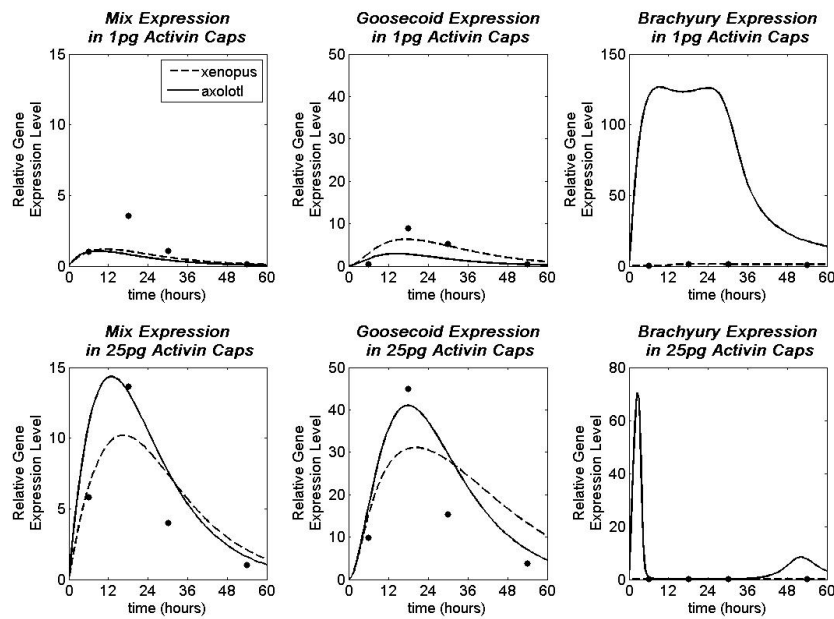 Mix Expression
in 1pg Activin Caps
Goosecoid Expression
in 1pg Activin Caps
Brachyury Expression
in 1pg Activin Caps
Relative Gene
Expression Level
15
10
5
0
xenopus
axolotl
0 12 24 36 48 60
time (hours)
Relative Gene
Expression Level
50
40
30
20
10
0
0 12 24 36 48 60
time (hours)
Relative Gene
Expression Level
150
100
50
0
0 12 24 36 48 60
time (hours)
Mix Expression
in 25pg Activin Caps
Goosecoid Expression
in 25pg Activin Caps
Brachyury Expression
in 25pg Activin Caps
Relative Gene
Expression Level
15
10
5
0
0 12 24 36 48 60
time (hours)
Relative Gene
Expression Level
50
40
30
20
10
0
0 12 24 36 48 60
time (hours)
Relative Gene
Expression Level
80
60
40
20
0
0 12 24 36 48 60
time (hours)